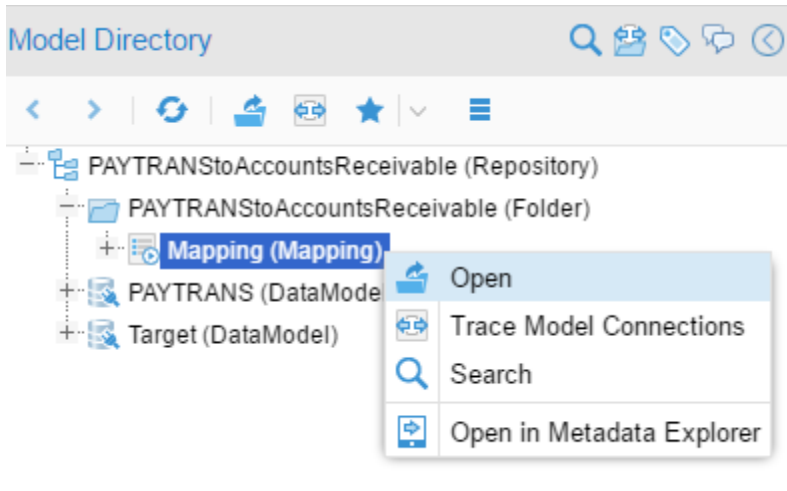 Model Directory
PAYTRANStoAccountsReceivable (Repository)
PAYTRANStoAccountsReceivable (Folder)
Mapping (Mapping)
PAYTRANS (DataMode
Target (DataModel)
Open
Trace Model Connections
Search
Open in Metadata Explorer